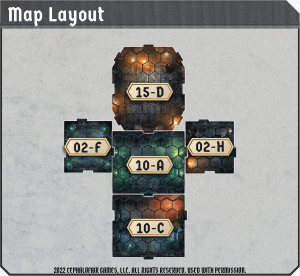 Map Layout
15-D
02-F
02-H
10-A
10-C
2022 CEPHALOFAIR GAMES, LLC. ALL RIGHTS RESERVED. USED WITH PERMISSION.